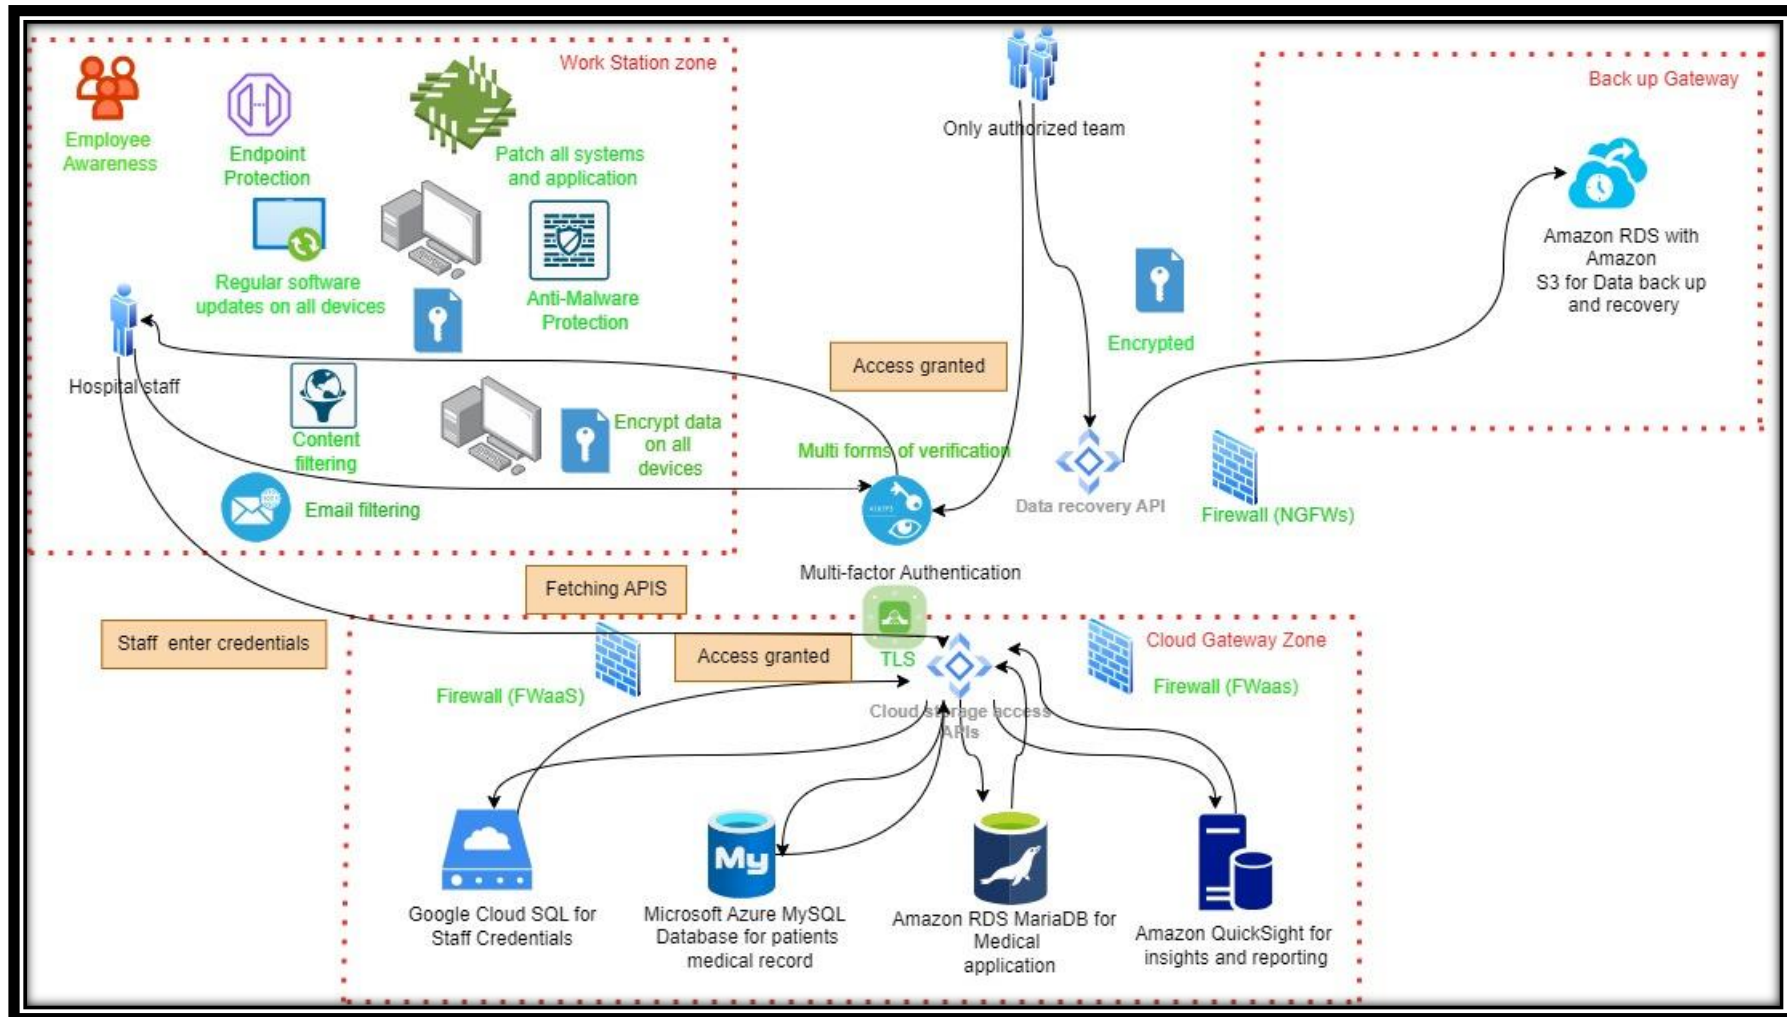 Work Station zone
Employee
Awareness
Endpoint
Protection
Patch all systems
and application
Regular software
updates on all devices
Anti-Malware
Protection
Hospital staff
Content
filtering
Encrypt data
on all
devices
Email filtering
Only authorized team
Back up Gateway
Amazon RDS with
Amazon
S3 for Data back up
and recovery
Encrypted
Access granted
Multi forms of verification
Data recovery API
Firewall (NGFWs)
Multi-factor Authentication
Fetching APIS
Staff enter credentials
Cloud Gateway Zone
Access granted
TLS
Firewall (FWaaS)
Firewall (FWaas)
Cloud storage access
APIs
My
Google Cloud SQL for
Staff Credentials
Microsoft Azure MySQL
Database for patients
medical record
Amazon RDS MariaDB for
Medical
application
Amazon QuickSight for
insights and reporting